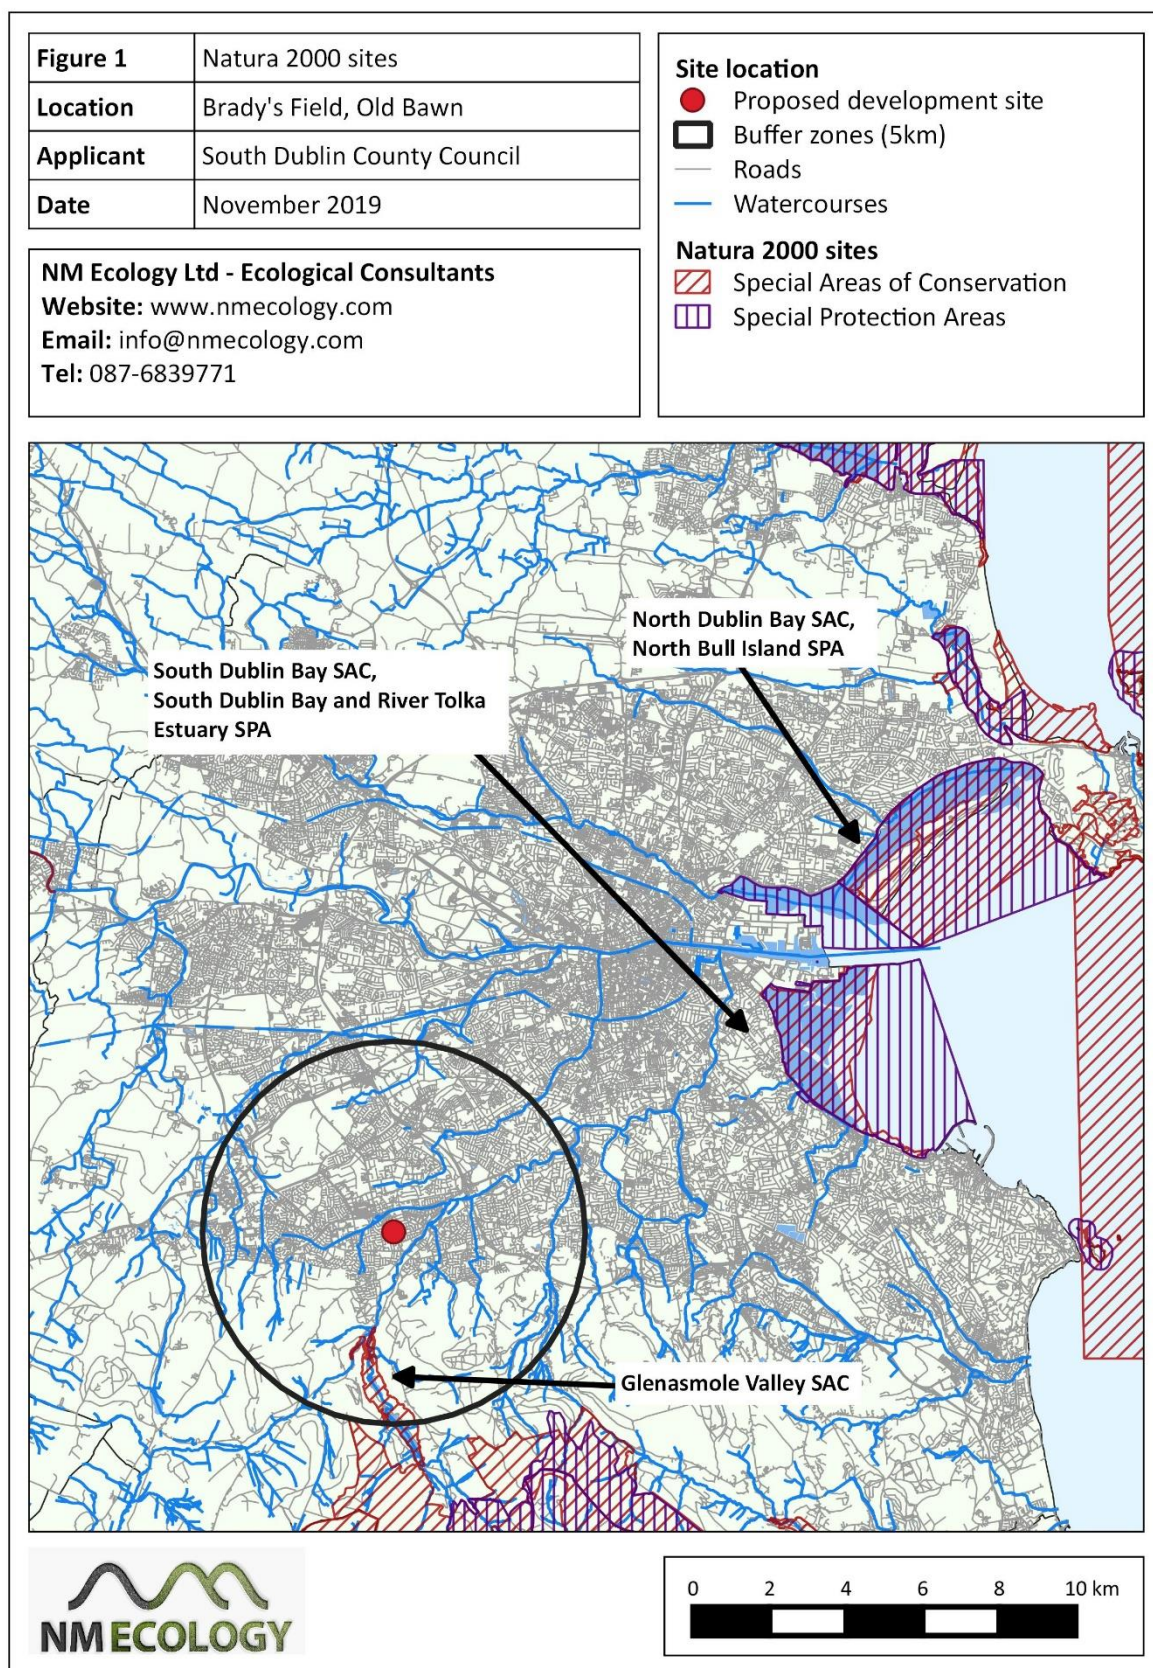 Figure 1 Natura 2000 sites
Location Brady's Field, Old Bawn
Applicant South Dublin County Council
Date November 2019
NM Ecology Ltd - Ecological Consultants
Website: www.nmecology.com
Email: info@nmecology.com
Tel: 087-6839771
Site location
Proposed development site
Buffer zones (5km)
Roads
Watercourses
Natura 2000 sites
Special Areas of Conservation
Special Protection Areas
North Dublin Bay SAC,
North Bull Island SPA
South Dublin Bay SAC,
South Dublin Bay and River Tolka
Estuary SPA
Glenasmole Valley SAC
NM ECOLOGY
0 2 4 6 8 10 km